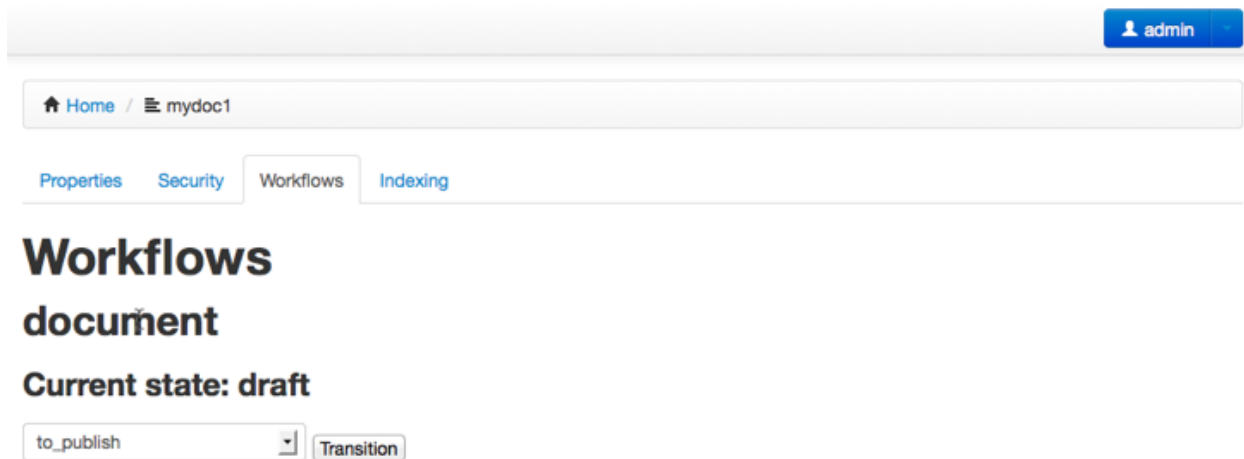 admin
Home / mydoc1
Properties Security Workflows Indexing
Workflows
document
Current state: draft
to_publish Transition